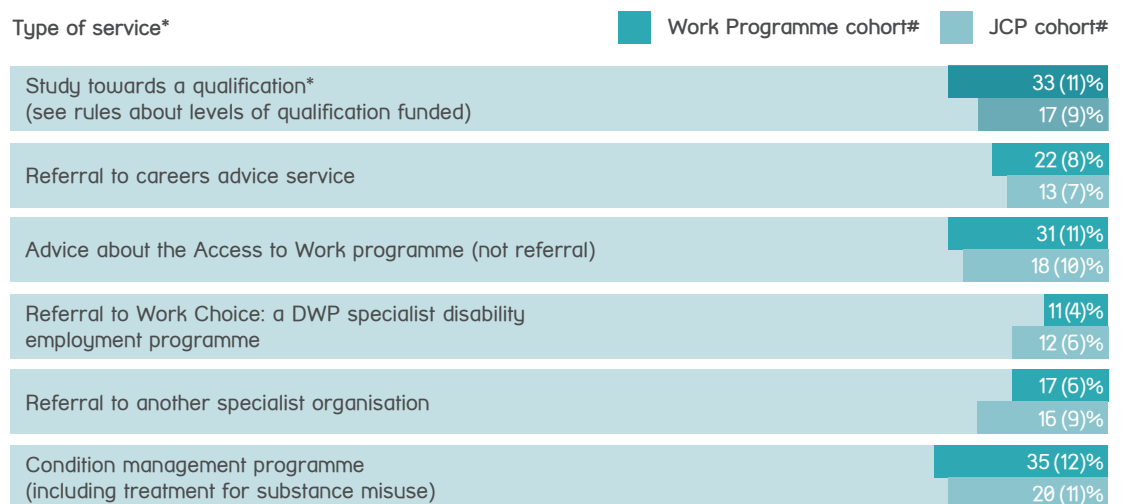 Type of service*
Work Programme cohort#
JCP cohort#
Study towards a qualification*
(see rules about levels of qualification funded)
33 (11)%
17 (9)%
Referral to careers advice service
22 (8)%
13 (7)%
Advice about the Access to Work programme (not referral)
31 (11)%
18 (10)%
Referral to Work Choice: a DWP specialist disability
employment programme
11 (4)%
12 (6)%
Referral to another specialist organisation
17 (6)%
16 (9)%
Condition management programme
(including treatment for substance misuse)
35 (12)%
20 (11)%